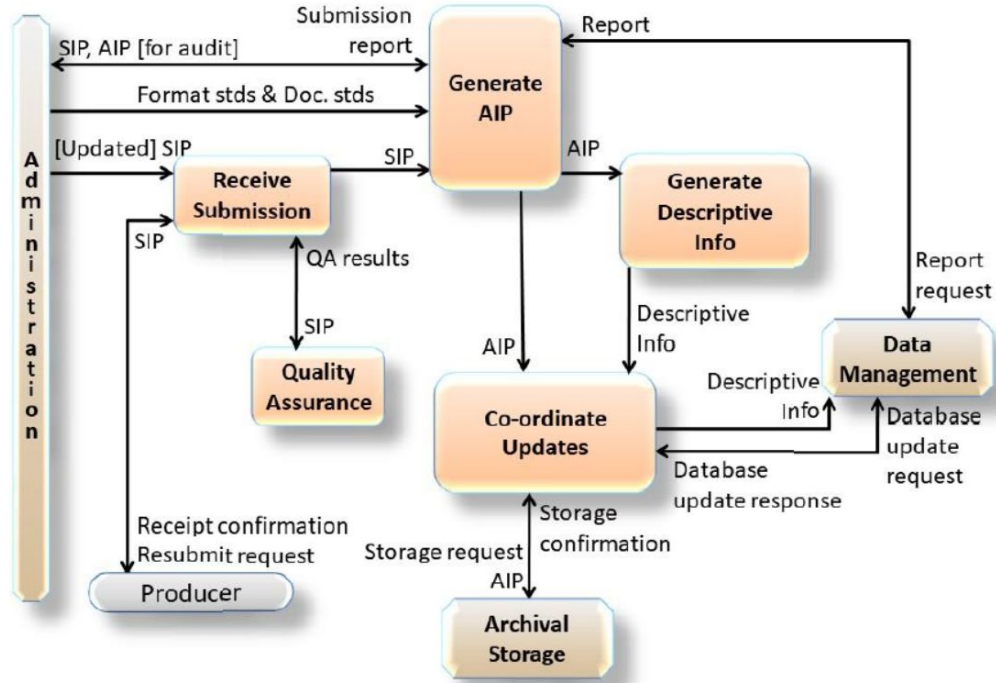 Submission
report
Report
SIP, AIP [for audit]
Generate
AIP
Format stds & Doc. stds
[Updated] SIP
SIP
AIP
Administration
Receive
Submission
Generate
Descriptive
Info
SIP
QA results
Report
request
SIP
Descriptive
Info
AIP
Data
Management
Quality
Assurance
Descriptive
Info
Co-ordinate
Updates
Database
update
request
Database
update response
Receipt confirmation
Resubmit request
Storage
confirmation
Storage request
AIP
Producer
Archival
Storage